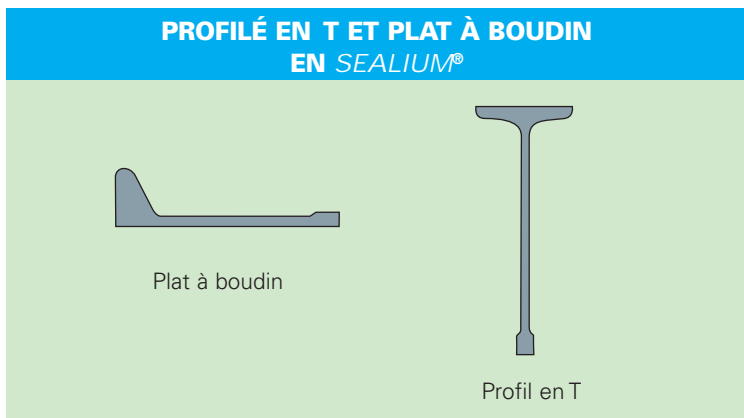 PROFILÉ EN T ET PLAT À BOUDIN
EN SEALIUM®
Plat à boudin
Profil en T